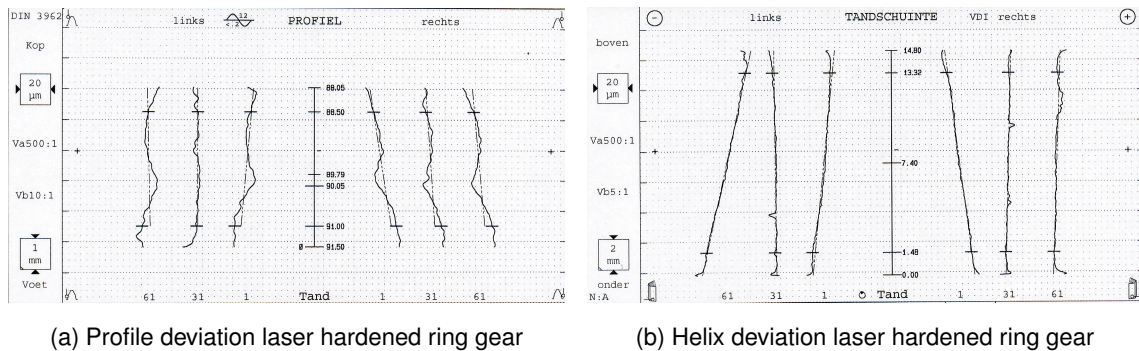 DIN 3962 links 12 PROFIEL rechts
Kop
20
µm
Va500:1
Vb10:1
1
mm
Voet
88.05
88.50
89.79
90.05
91.00
Ø 91.50
61 31 1 Tand 1 31 61
(a) Profile deviation laser hardened ring gear
- links TANDSCHUINTE VDI rechts +
boven
20
µm
Va500:1
Vb5:1
2
mm
onder
N:A
14.80
13.32
7.40
1.48
0.00
61 31 1 Tand 1 31 61
(b) Helix deviation laser hardened ring gear